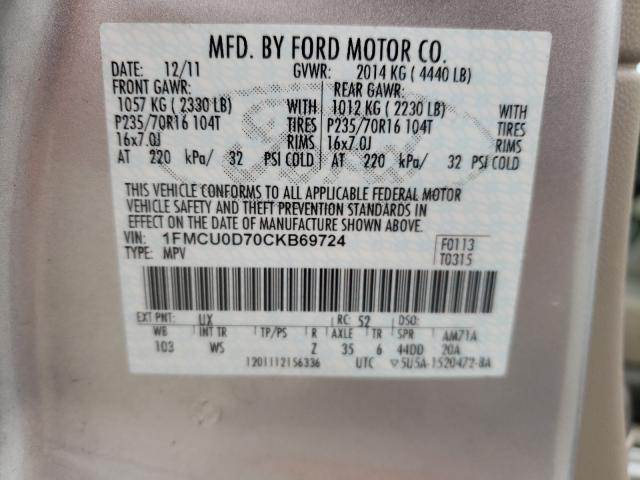 MFD. BY FORD MOTOR CO.
DATE: 12/11 GVWR: 2014 KG ( 4440 LB)
FRONT GAWR: REAR GAWR:
1057 KG ( 2330 LB) WITH 1012 KG ( 2230 LB) WITH
P235/70R16 104T TIRES P235/70R16 104T TIRES
16x7.0J RIMS 16x7.0J RIMS
AT 220 kPa/ 32 PSI COLD AT 220 kPa/ 32 PSI COLD
THIS VEHICLE CONFORMS TO ALL APPLICABLE FEDERAL MOTOR
VEHICLE SAFETY AND THEFT PREVENTION STANDARDS IN
EFFECT ON THE DATE OF MANUFACTURE SHOWN ABOVE.
VIN: 1FMCU0D70CKB69724 F0113
TYPE: MPV T0315
EXT PNT: UX RC: 52 DSO:
WB INT TR TP/PS R AXLE TR SPR AM71A
103 WS Z 35 6 44DD 20A
1201112156336 UTC ▽5U5A-1520472-BA
Ford